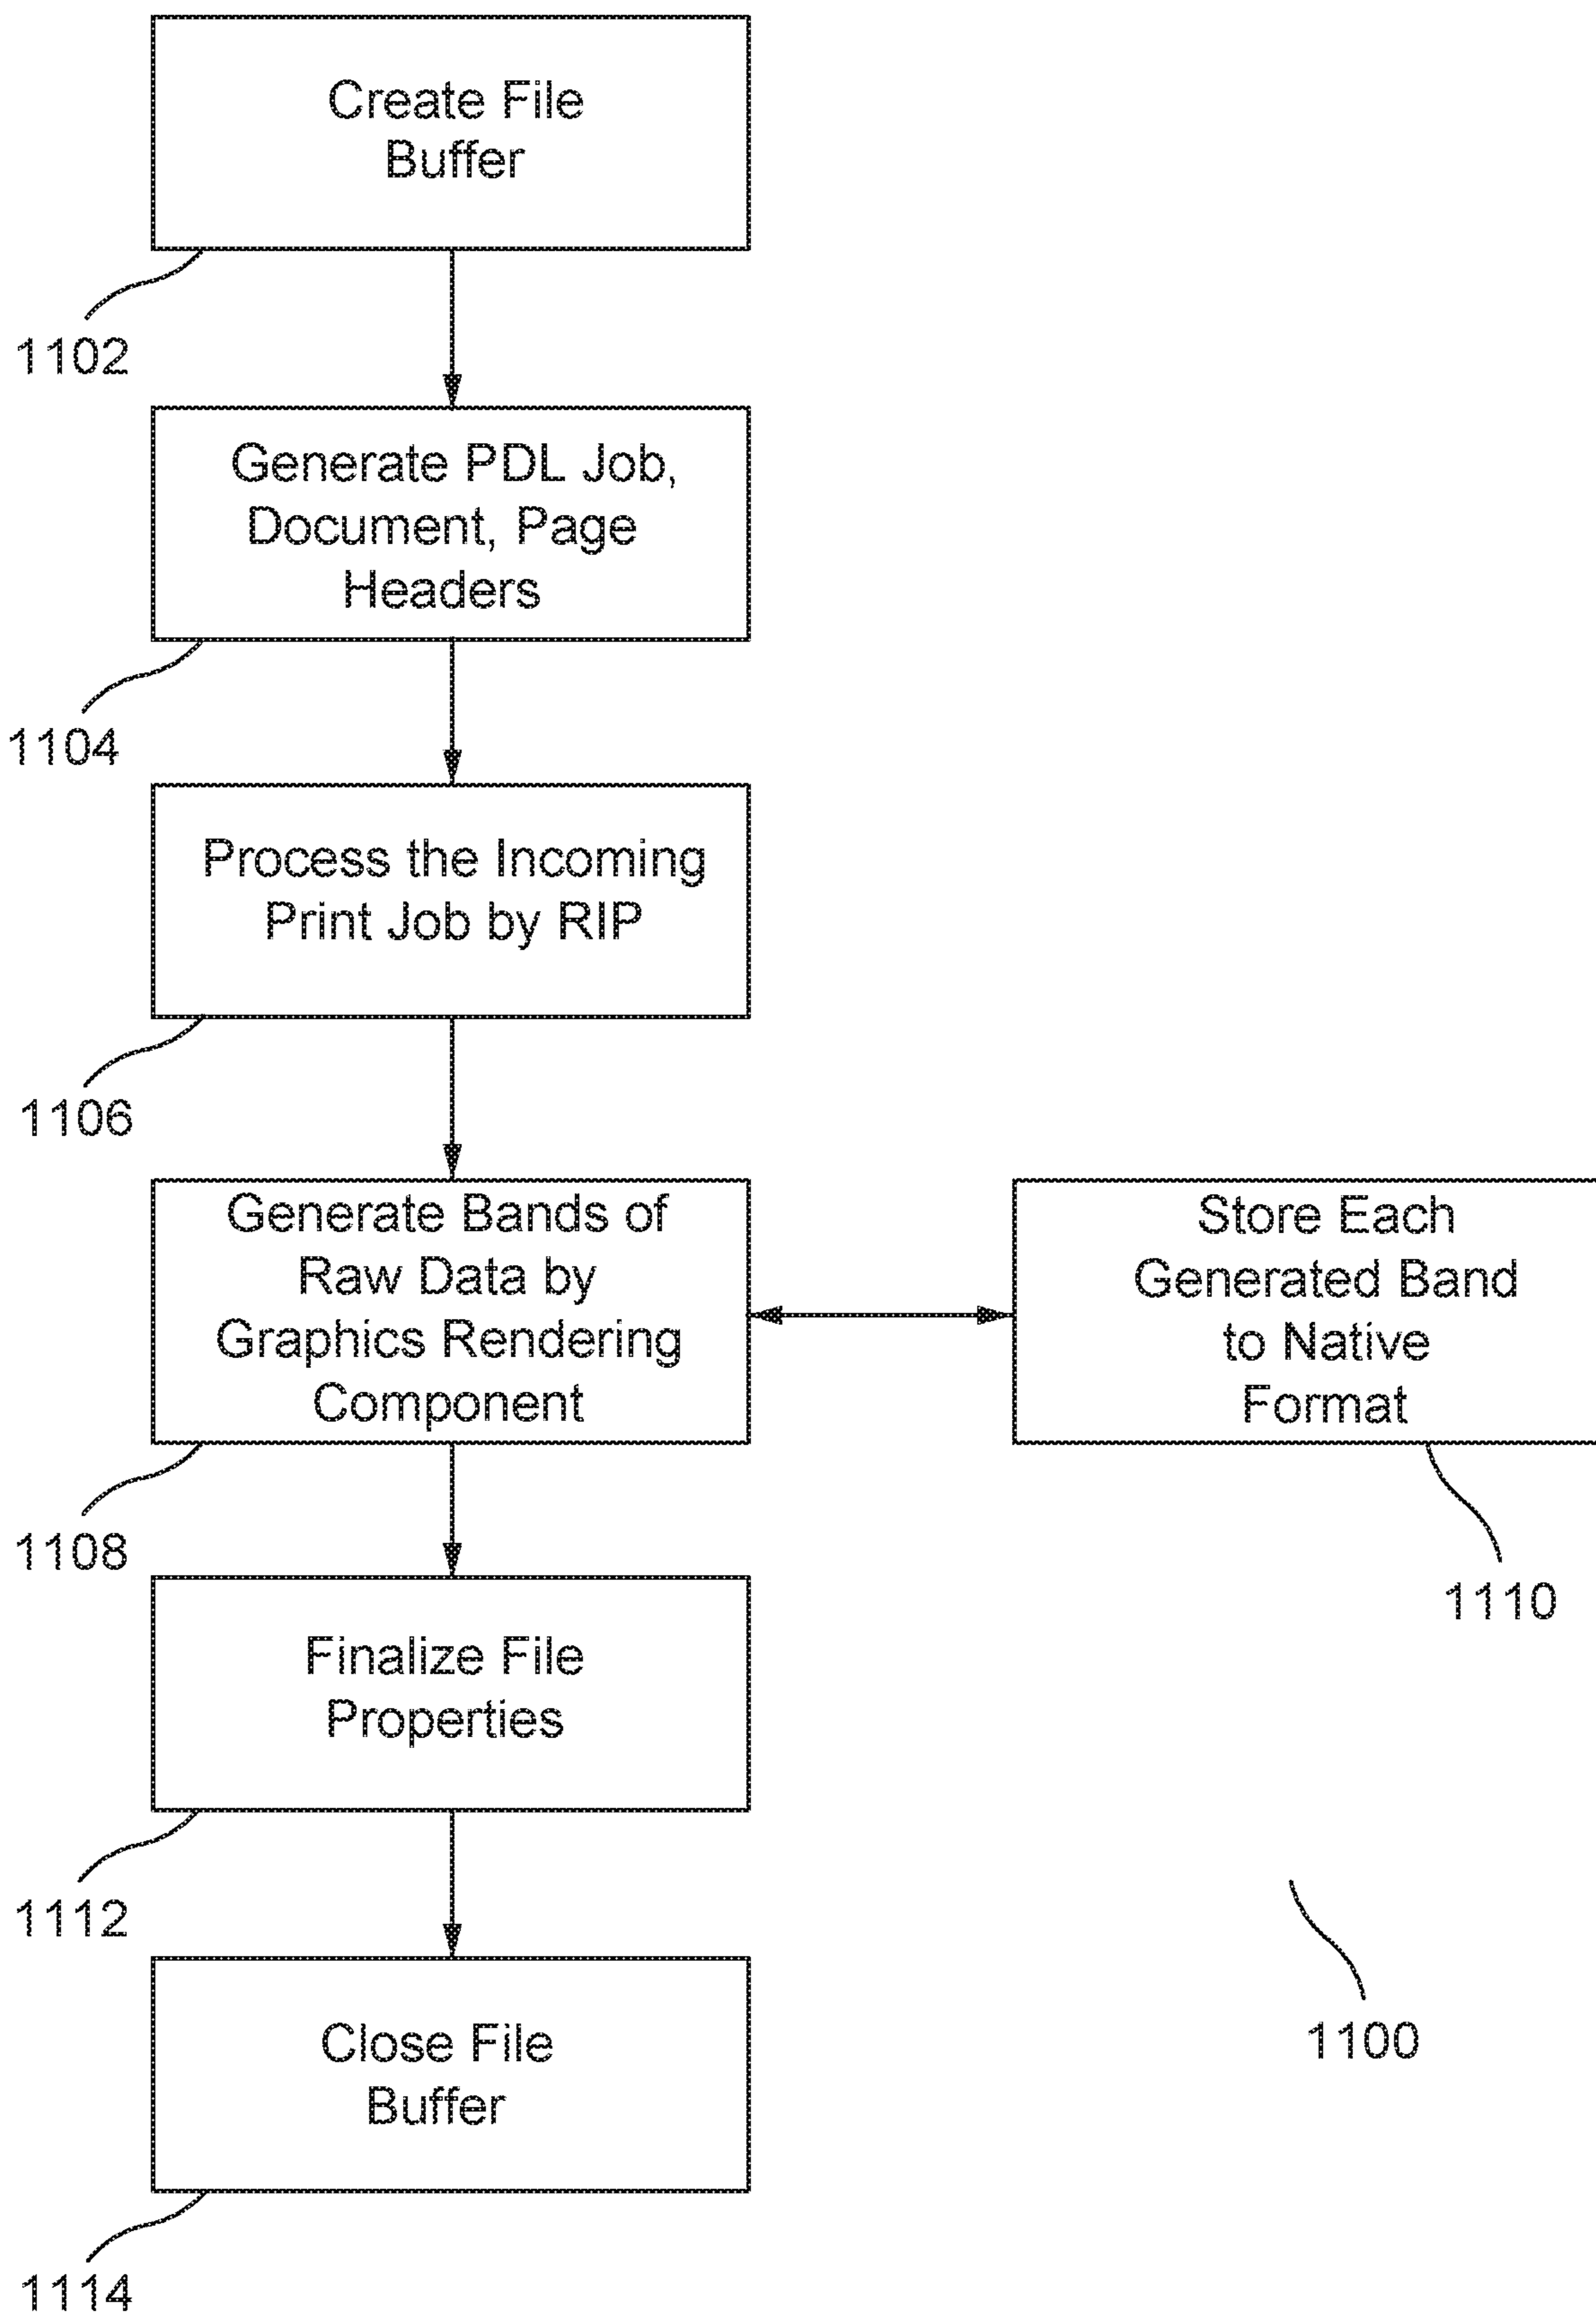 Create File
Buffer
1102
Generate PDL Job,
Document, Page
Headers
1104
Process the Incoming
Print Job by RIP
1106
Generate Bands of
Raw Data by
Graphics Rendering
Component
1108
Store Each
Generated Band
to Native
Format
1110
Finalize File
Properties
1112
Close File
Buffer
1114
1100